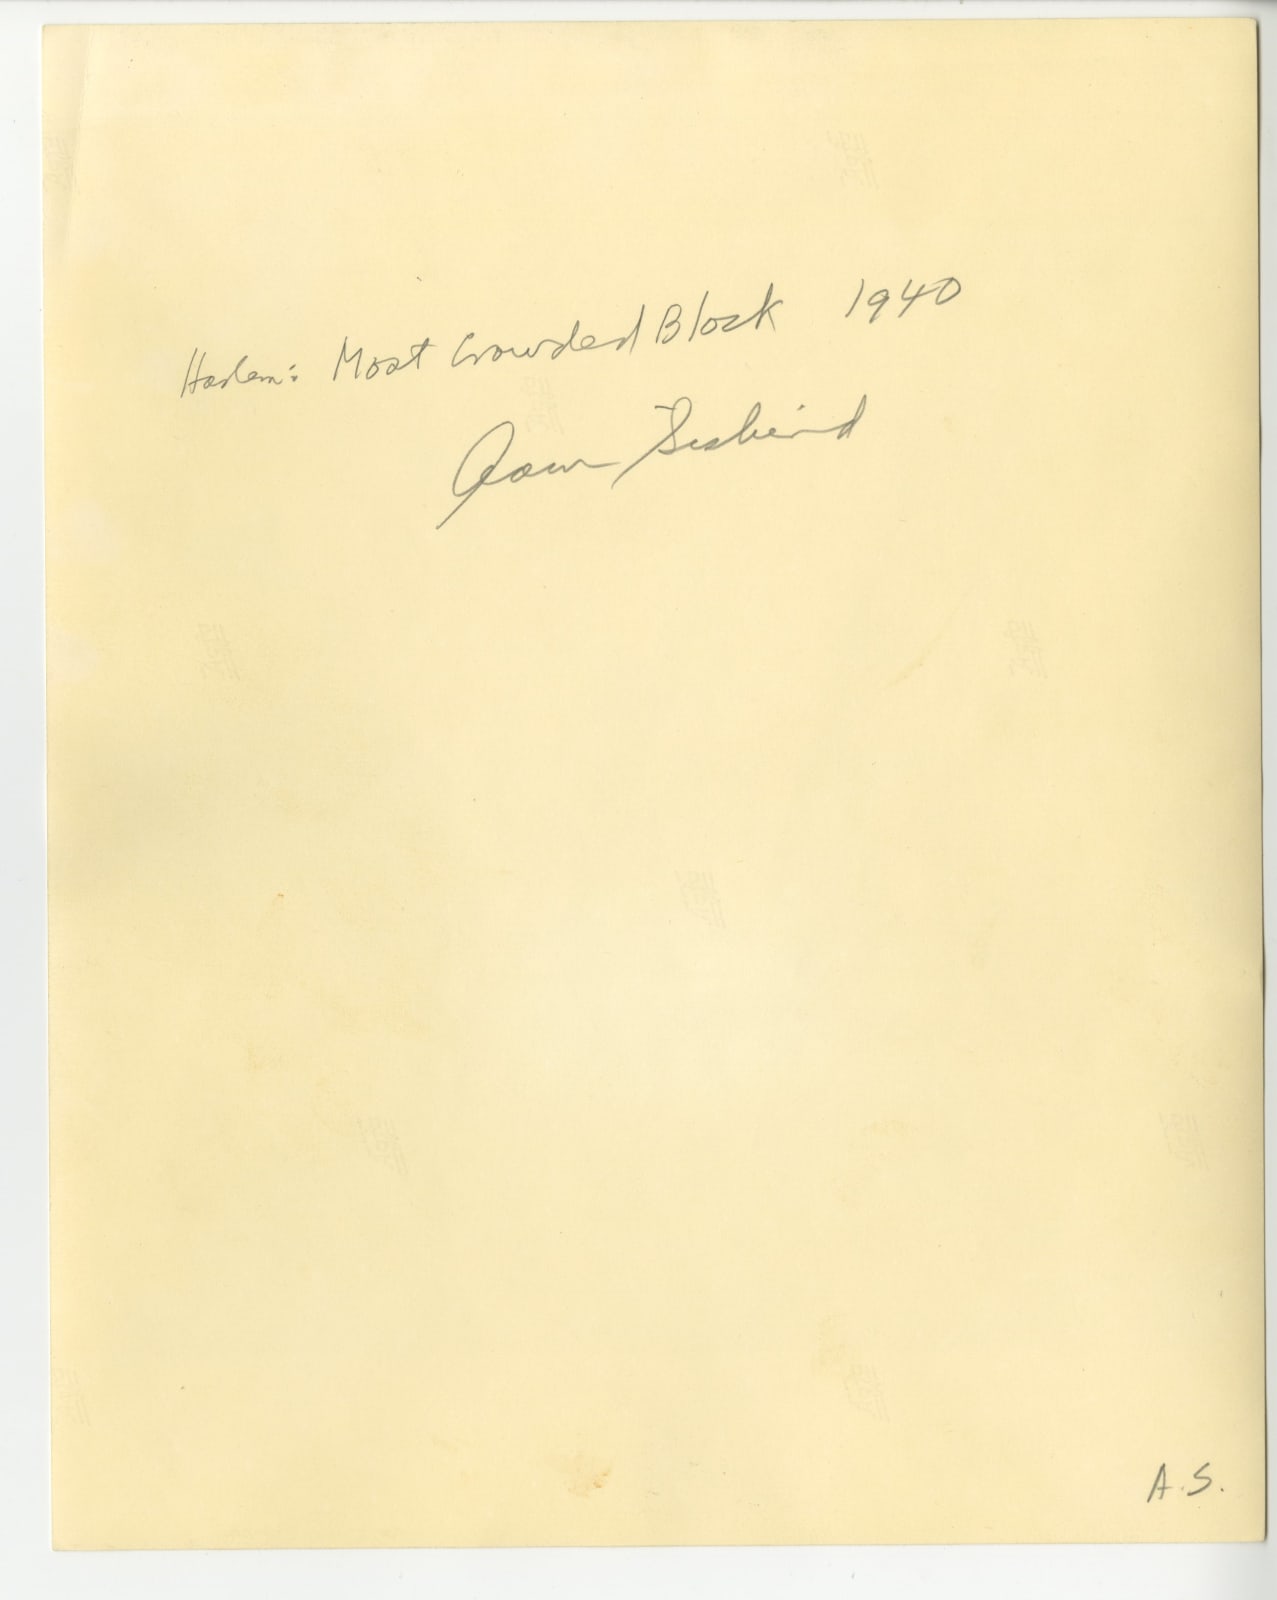 Harlem: Most Crowded Block 1940
Aaron Siskind
A.S.